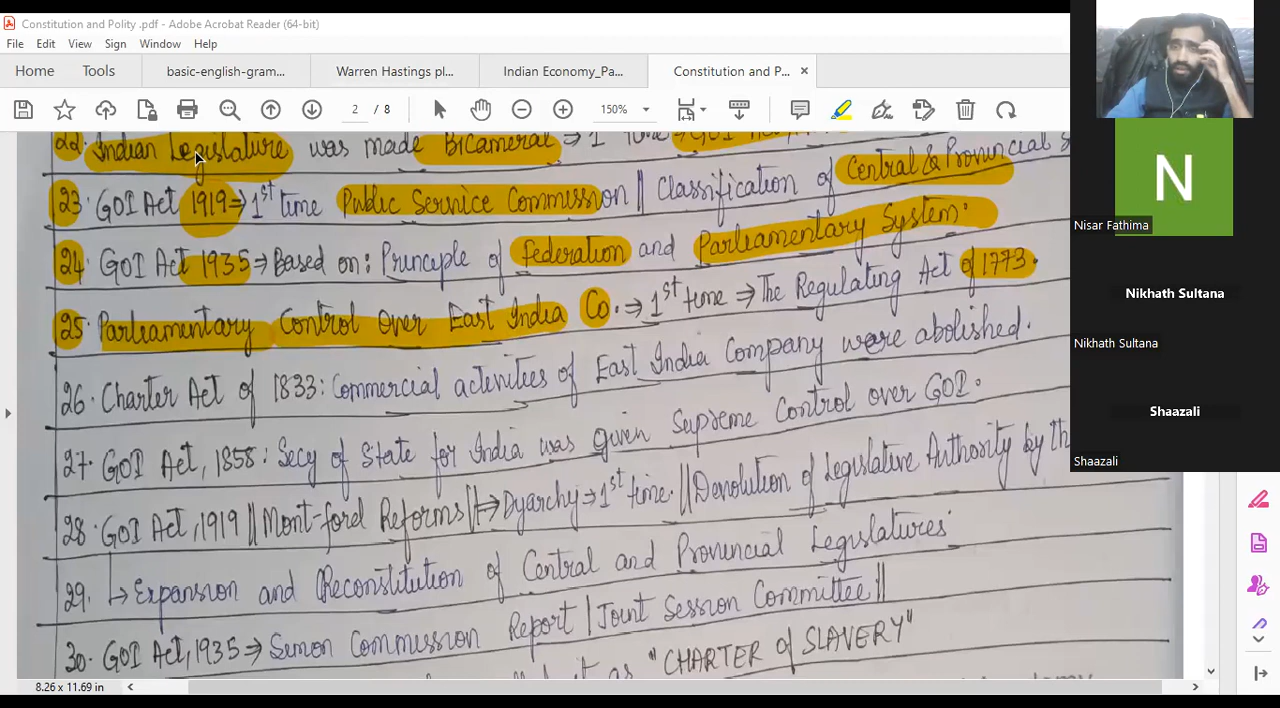 Constitution and Polity .pdf - Adobe Acrobat Reader (64-bit)
File Edit View Sign Window Help
Home Tools basic-english-gram... Warren Hastings pl... Indian Economy_Pa... Constitution and P... ×
2 / 8 150%
22. Indian Legislature was made Bicameral ⇒ 1 time ⇒ GOI
23. GOI Act 1919 ⇒ 1st time Public Service Commission || Classification of Central & Provincial
24. GOI Act 1935 ⇒ Based on: Principle of Federation and Parliamentary System.
25. Parliamentary Control Over East India Co. ⇒ 1st time ⇒ The Regulating Act of 1773.
26. Charter Act of 1833: Commercial activities of East India Company were abolished.
27. GOI Act, 1858: Secy of State for India was given Supreme Control over GOI.
28. GOI Act, 1919 || Mont-ford Reforms || ↦ Dyarchy ⇒ 1st time. || Devolution of Legislative Authority by
29. ↳ Expansion and Reconstitution of Central and Provincial Legislatures
30. GOI Act, 1935 ⇒ Simon Commission Report | Joint Session Committee ||
it as "CHARTER of SLAVERY"
8.26 x 11.69 in
N
Nisar Fathima
Nikhath Sultana
Nikhath Sultana
Shaazali
Shaazali